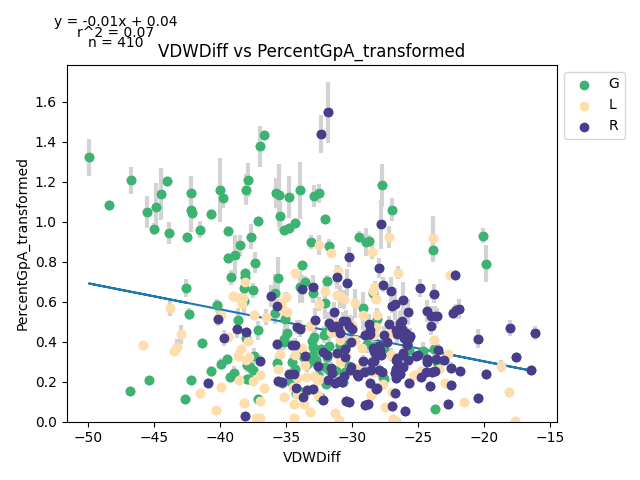 y = -0.01x + 0.04
r^2 = 0.07
n = 410
VDWDiff vs PercentGpA_transformed
G
L
R
PercentGpA_transformed
1.6
1.4
1.2
1.0
0.8
0.6
0.4
0.2
0.0
−50 −45 −40 −35 −30 −25 −20 −15
VDWDiff